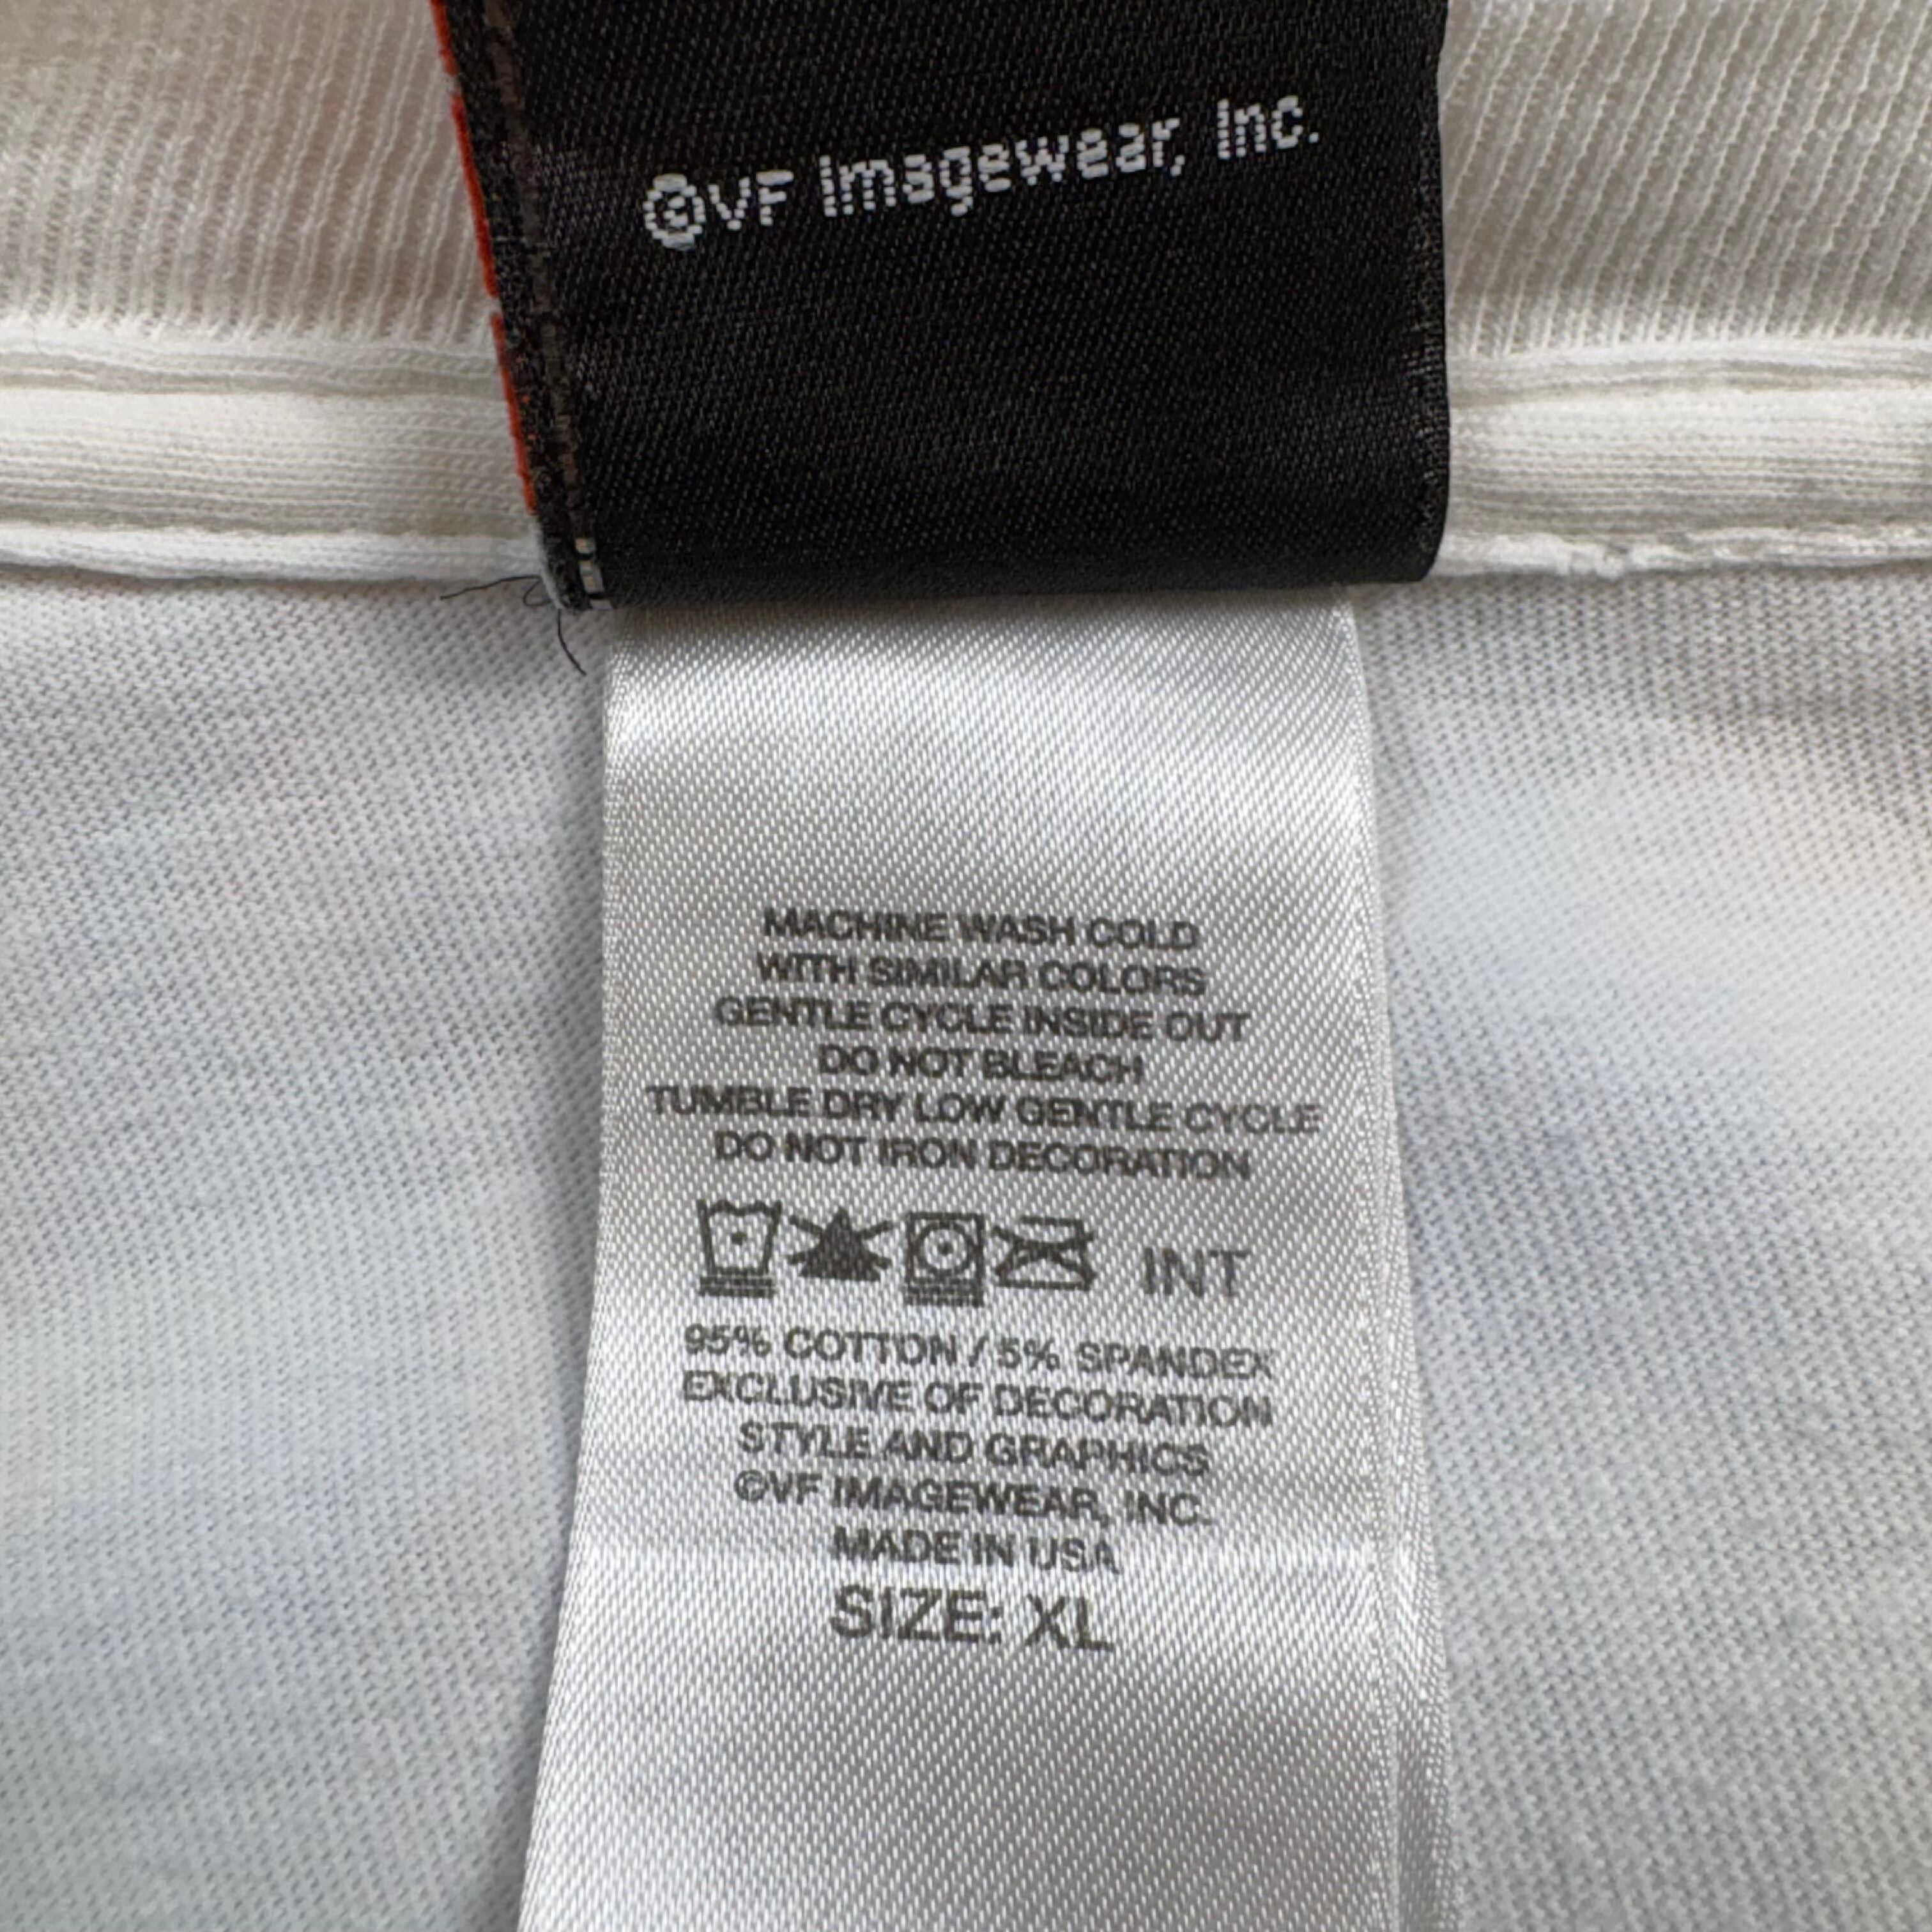 ©VF Imagewear, Inc.
MACHINE WASH COLD
WITH SIMILAR COLORS
GENTLE CYCLE INSIDE OUT
DO NOT BLEACH
TUMBLE DRY LOW GENTLE CYCLE
DO NOT IRON DECORATION
INT
95% COTTON / 5% SPANDEX
EXCLUSIVE OF DECORATION
STYLE AND GRAPHICS
©VF IMAGEWEAR, INC.
MADE IN USA
SIZE: XL